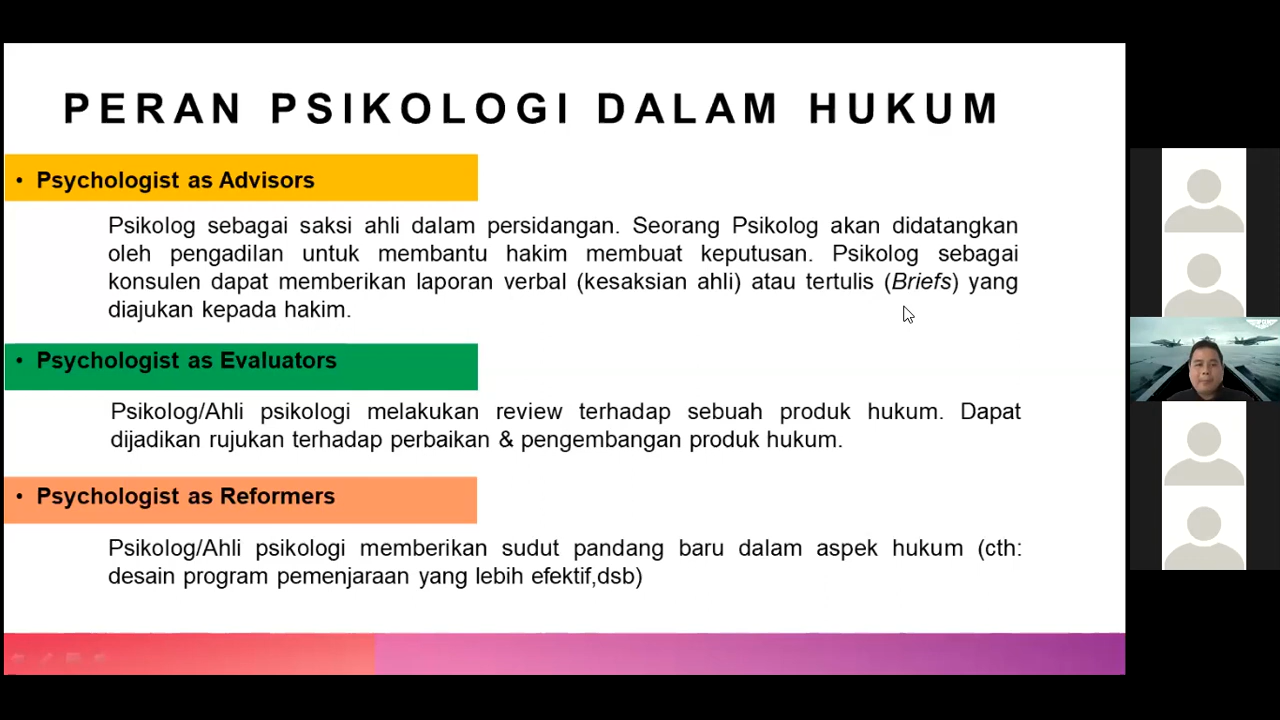 PERAN PSIKOLOGI DALAM HUKUM
• Psychologist as Advisors
Psikolog sebagai saksi ahli dalam persidangan. Seorang Psikolog akan didatangkan
oleh pengadilan untuk membantu hakim membuat keputusan. Psikolog sebagai
konsulen dapat memberikan laporan verbal (kesaksian ahli) atau tertulis (Briefs) yang
diajukan kepada hakim.
• Psychologist as Evaluators
Psikolog/Ahli psikologi melakukan review terhadap sebuah produk hukum. Dapat
dijadikan rujukan terhadap perbaikan & pengembangan produk hukum.
• Psychologist as Reformers
Psikolog/Ahli psikologi memberikan sudut pandang baru dalam aspek hukum (cth:
desain program pemenjaraan yang lebih efektif,dsb)